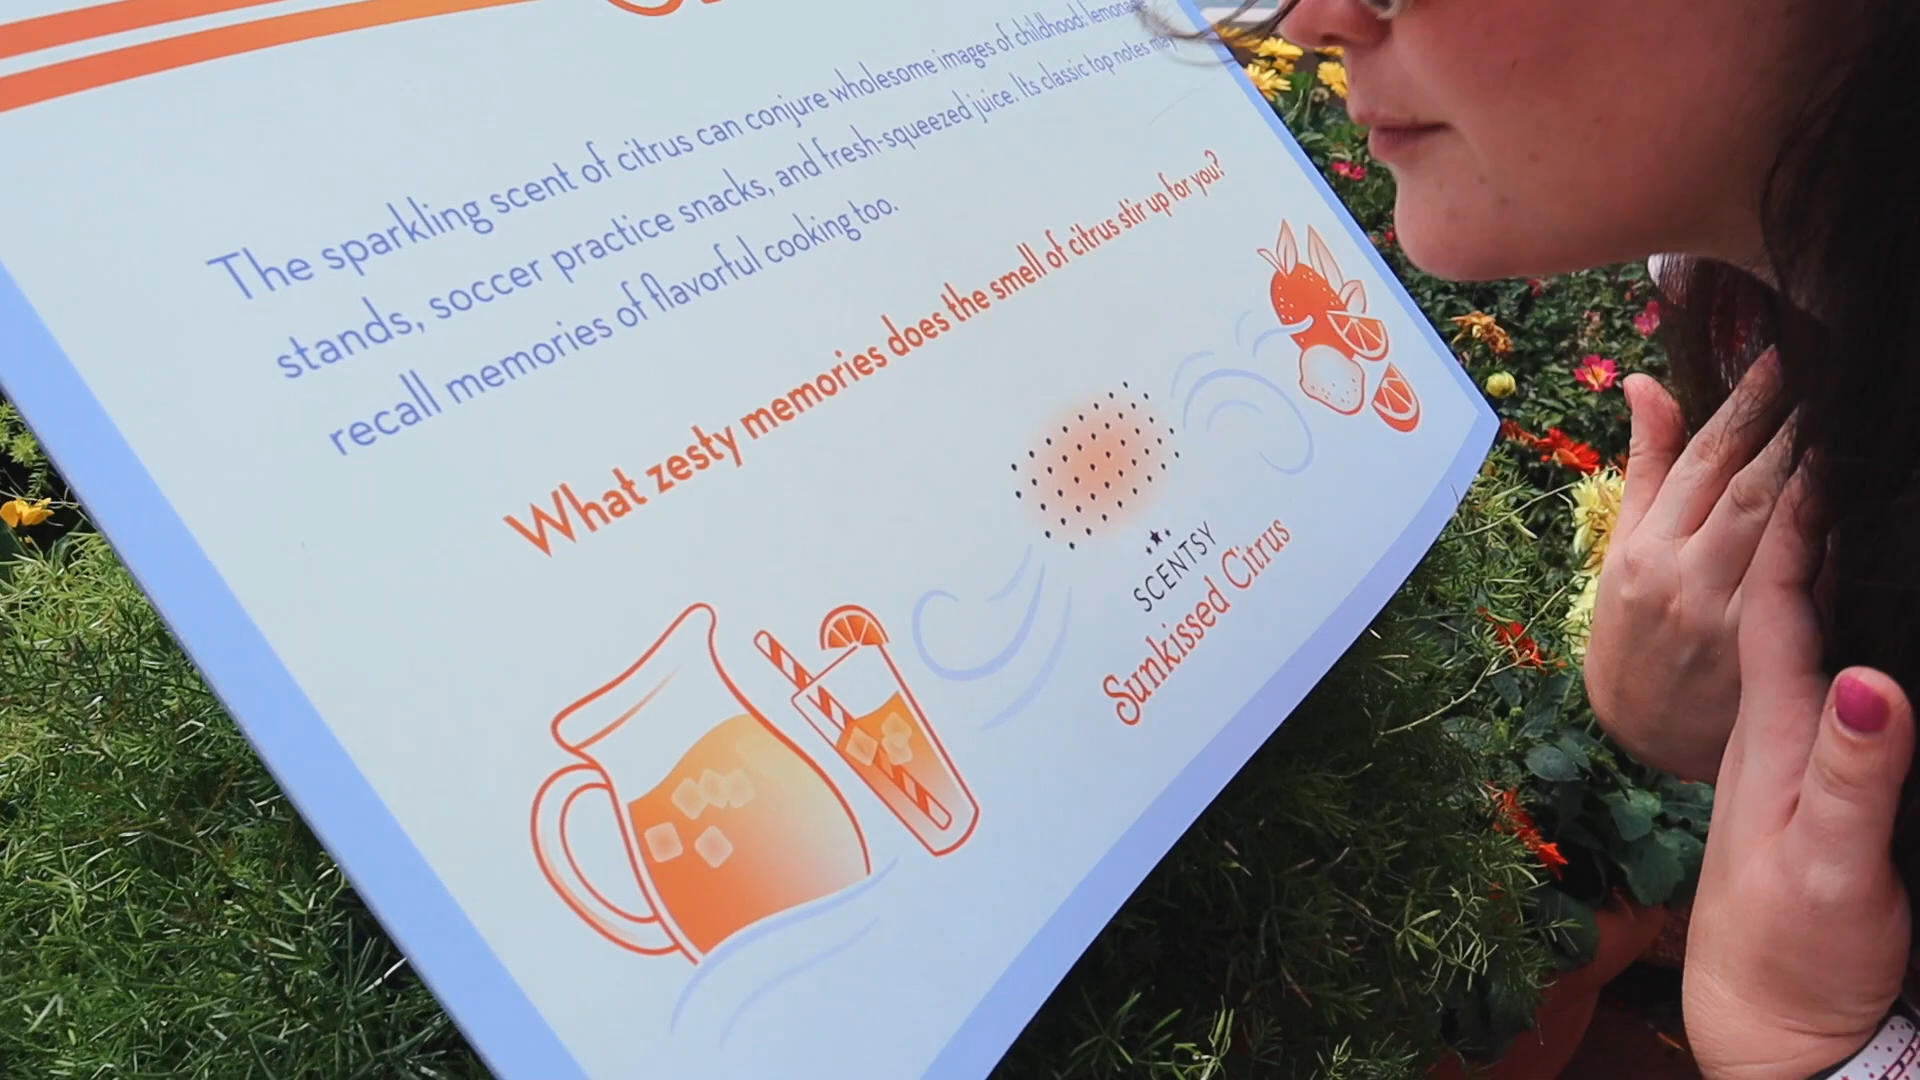 The sparkling scent of citrus can conjure wholesome images of childhood: lemonade
stands, soccer practice snacks, and fresh-squeezed juice. Its classic top notes may
recall memories of flavorful cooking too.
What zesty memories does the smell of citrus stir up for you?
SCENTSY
Sunkissed Citrus